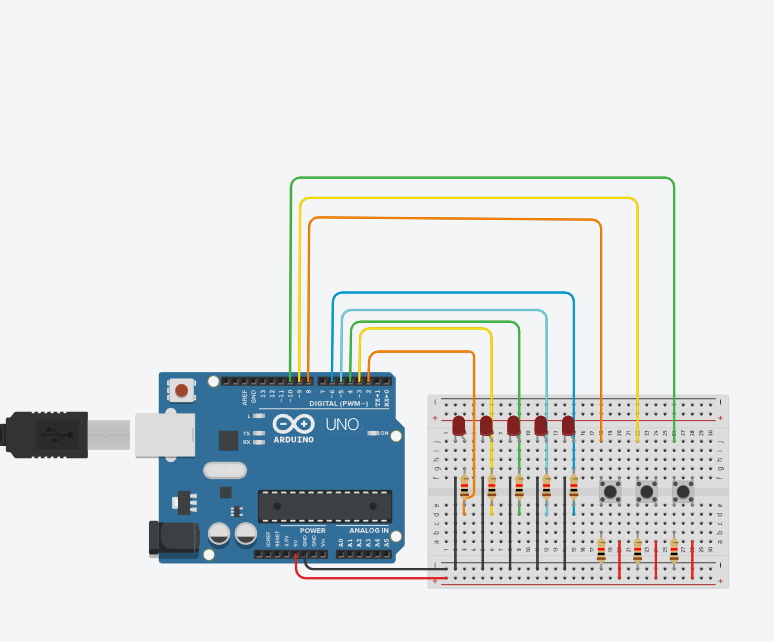 AREF
GND
13
12
~11
~10
~9
8
7
~6
~5
4
~3
2
TX→1
RX←0
DIGITAL (PWM~)
L
TX
RX
UNO
ARDUINO
ON
IOREF
RESET
3.3V
5V
GND
GND
Vin
POWER
ANALOG IN
A0
A1
A2
A3
A4
A5
j
i
h
g
f
e
d
c
b
a